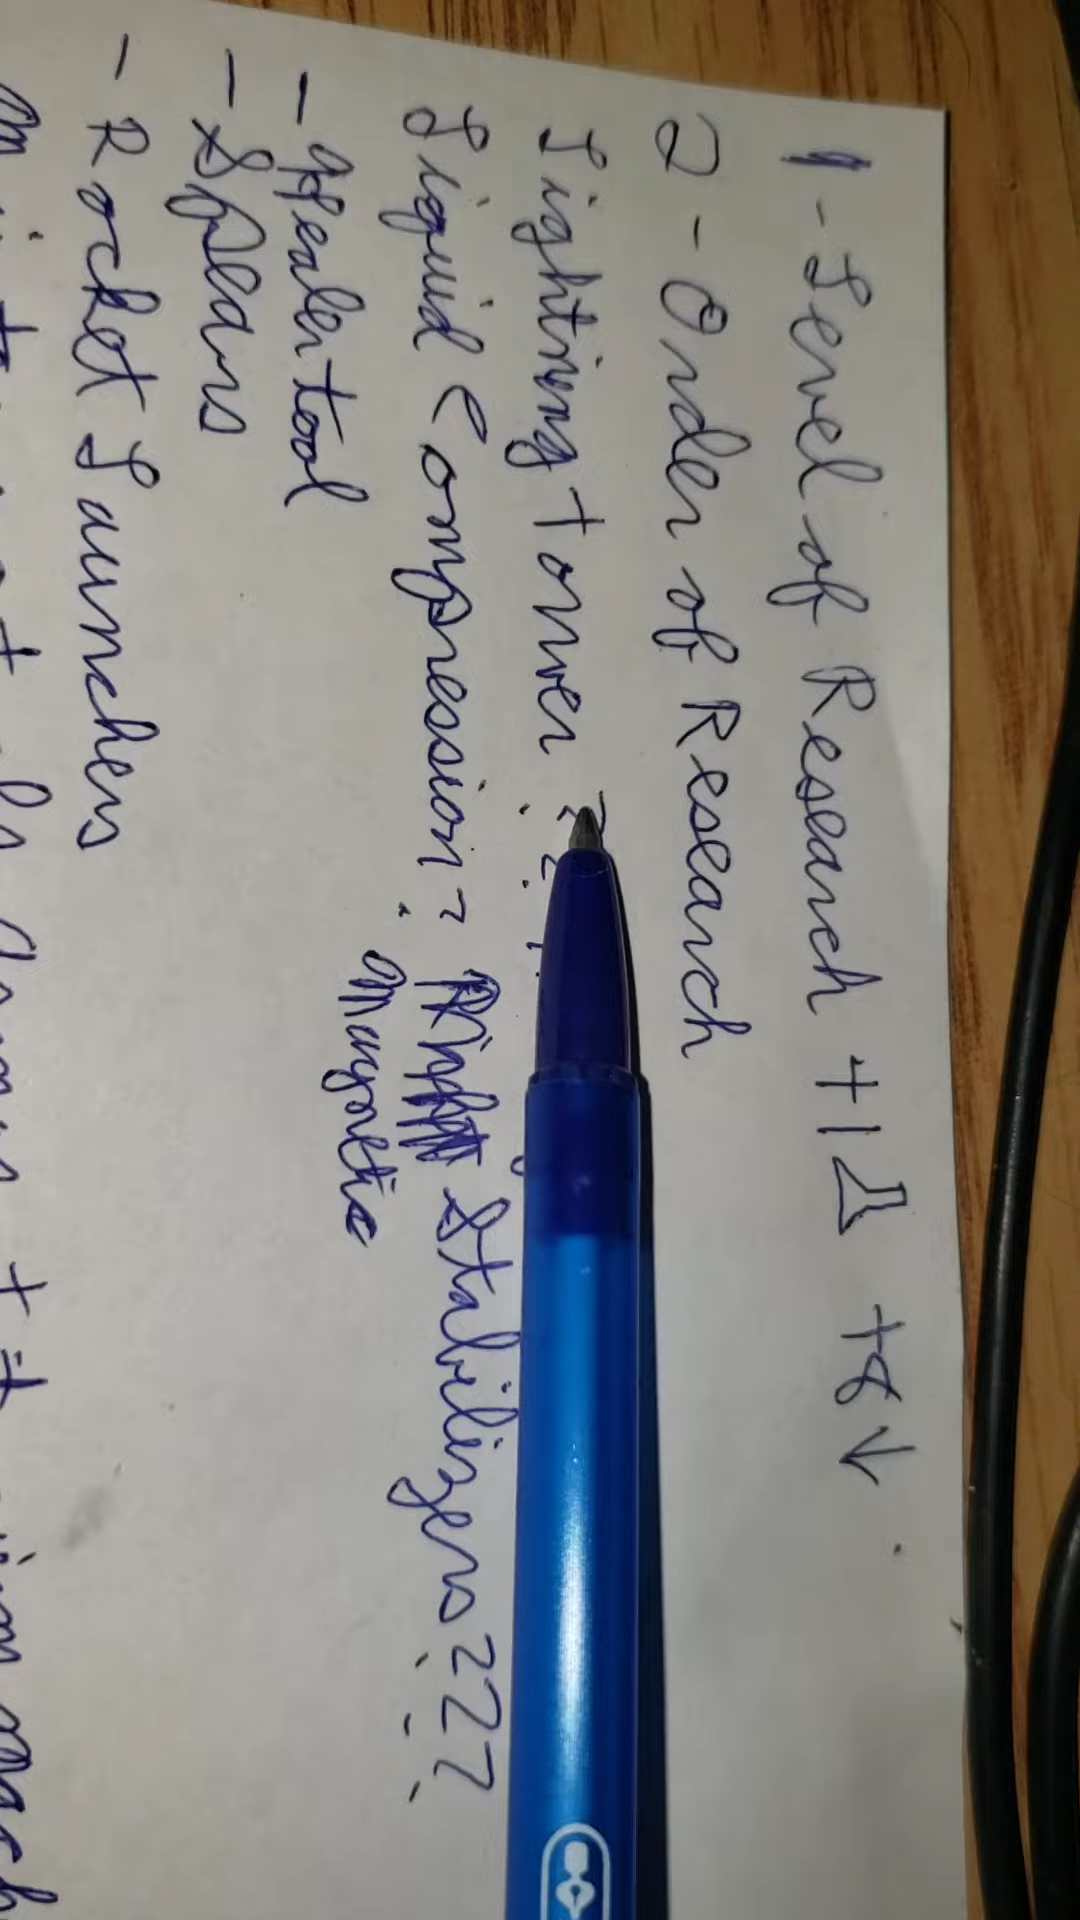 1 - Level of Research +1 +8 ↓
2 - Order of Research
Lightning tower ? ?
Liquid Compression? Stabilizers ???
Magnetic
- Healer tool
- Spears
- Rocket Launchers